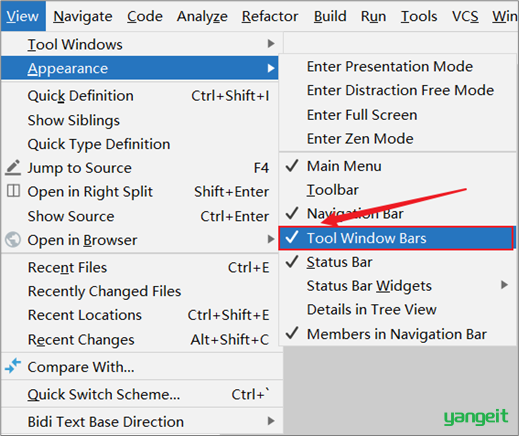 View Navigate Code Analyze Refactor Build Run Tools VCS Win
Tool Windows
Appearance
Quick Definition Ctrl+Shift+I
Show Siblings
Quick Type Definition
Jump to Source F4
Open in Right Split Shift+Enter
Show Source Ctrl+Enter
Open in Browser
Recent Files Ctrl+E
Recently Changed Files
Recent Locations Ctrl+Shift+E
Recent Changes Alt+Shift+C
Compare With...
Quick Switch Scheme... Ctrl+`
Bidi Text Base Direction
Enter Presentation Mode
Enter Distraction Free Mode
Enter Full Screen
Enter Zen Mode
Main Menu
Toolbar
Navigation Bar
Tool Window Bars
Status Bar
Status Bar Widgets
Details in Tree View
Members in Navigation Bar
yangeit